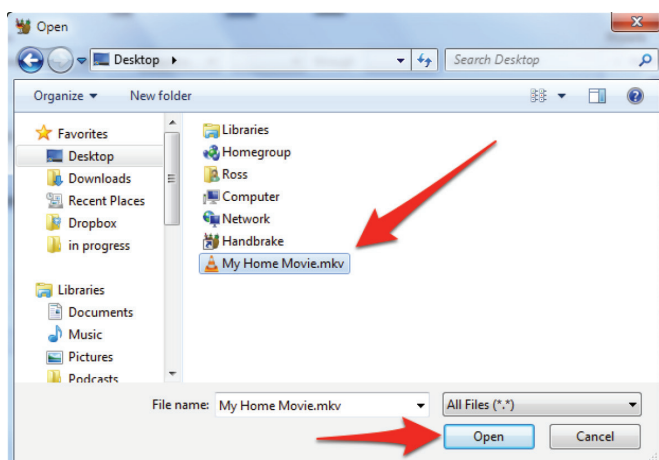 Open
Desktop
Search Desktop
Organize
New folder
Favorites
Desktop
Downloads
Recent Places
Dropbox
in progress
Libraries
Documents
Music
Pictures
Podcasts
Libraries
Homegroup
Ross
Computer
Network
Handbrake
My Home Movie.mkv
File name: My Home Movie.mkv
All Files (*.*)
Open
Cancel